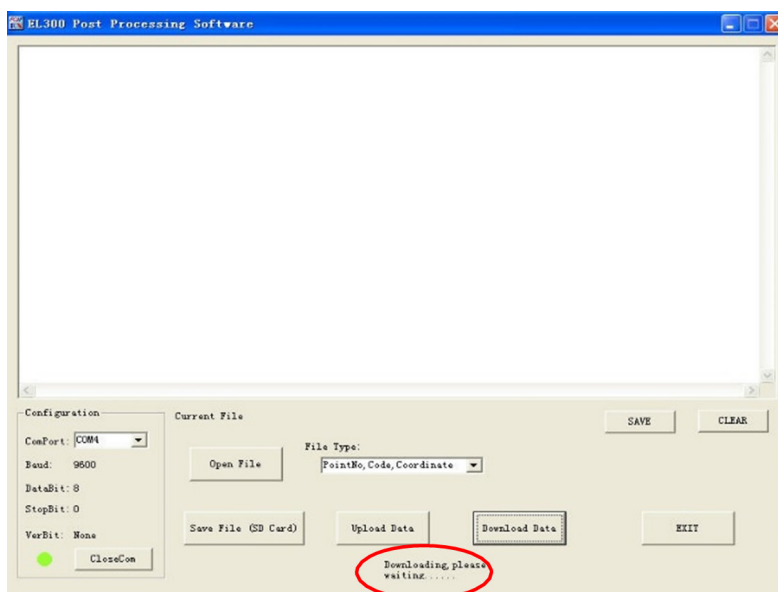 EL300 Post Processing Software
Configuration
ComPort: COM4
Baud: 9600
DataBit: 8
StopBit: 0
VerBit: None
CloseCom
Current File
SAVE
CLEAR
File Type:
Open File
PointNo,Code,Coordinate
Save File (SD Card)
Upload Data
Download Data
EXIT
Downloading,please
waiting......